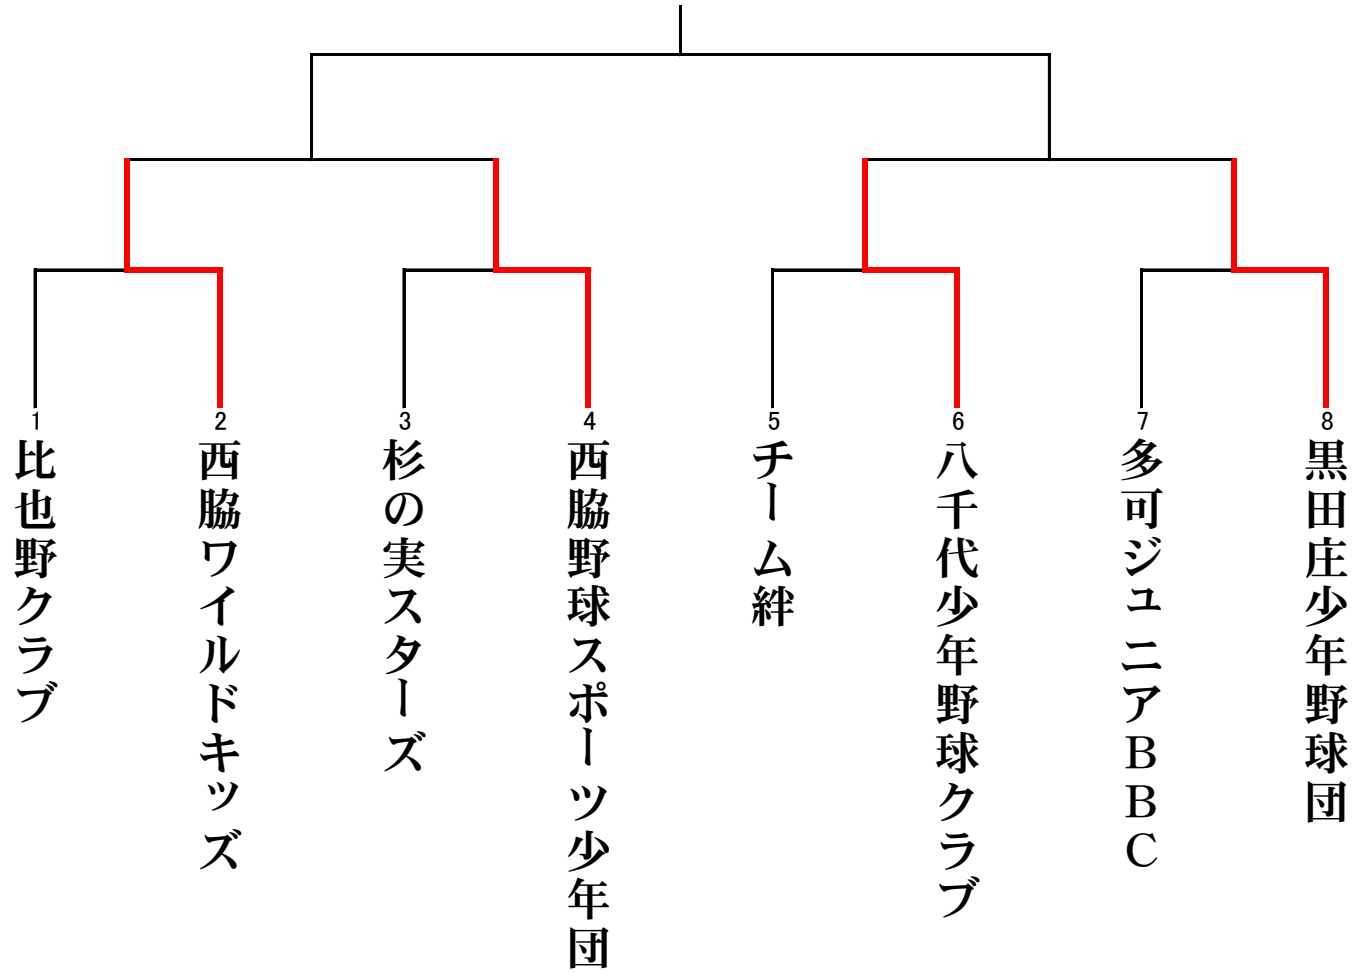 1
比也野クラブ
2
西脇ワイルドキッズ
3
杉の実スターズ
4
西脇野球スポーツ少年団
5
チーム絆
6
八千代少年野球クラブ
7
多可ジュニアＢＢＣ
8
黒田庄少年野球団